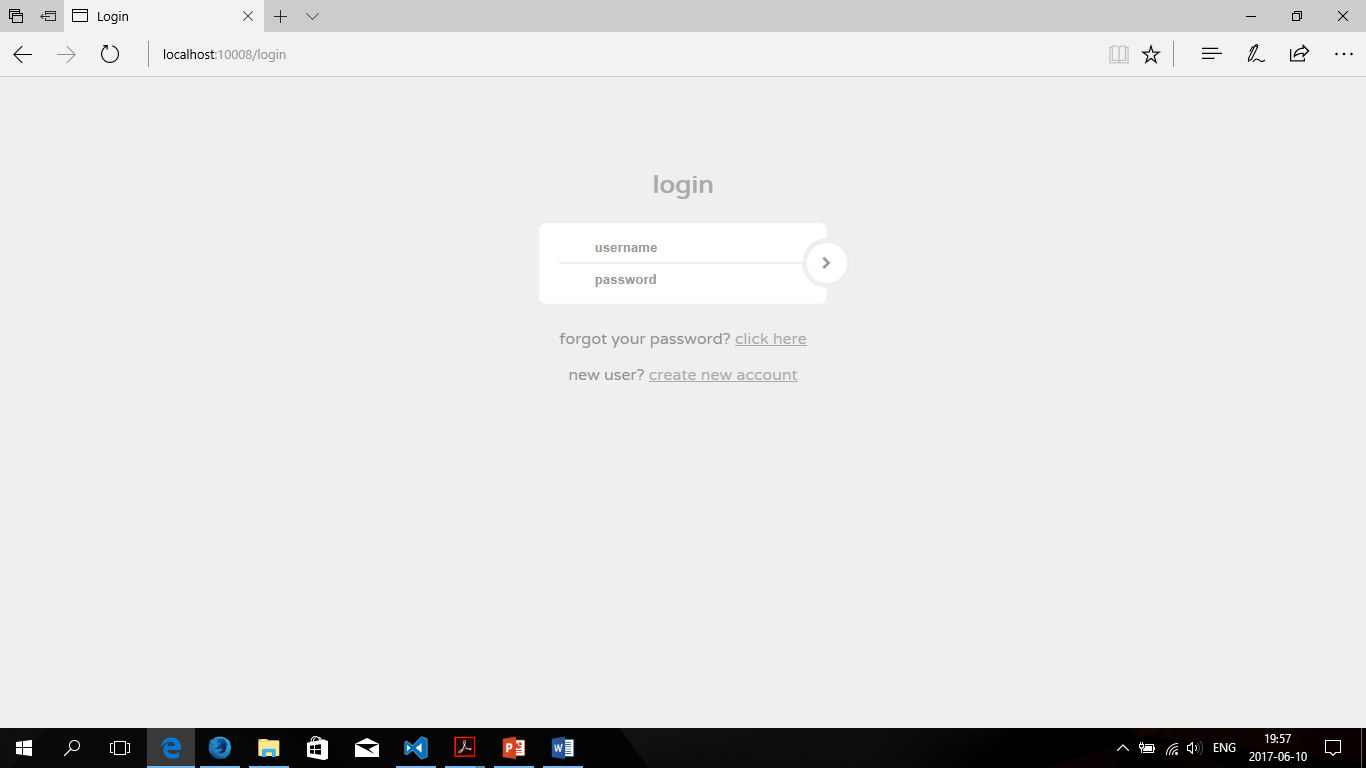 Login
localhost:10008/login
login
username
password
forgot your password? click here
new user? create new account
ENG
19:57
2017-06-10